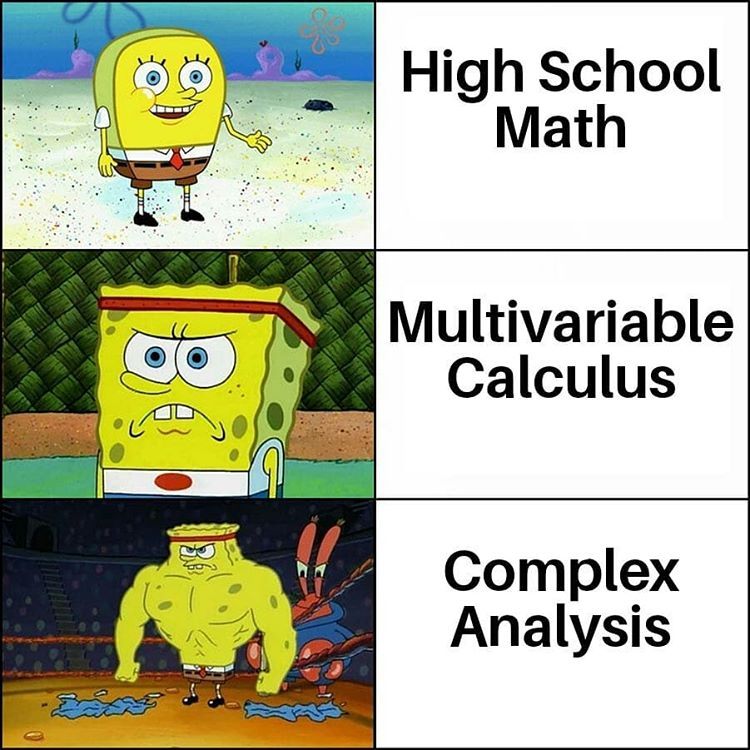 High School
Math
Multivariable
Calculus
Complex
Analysis